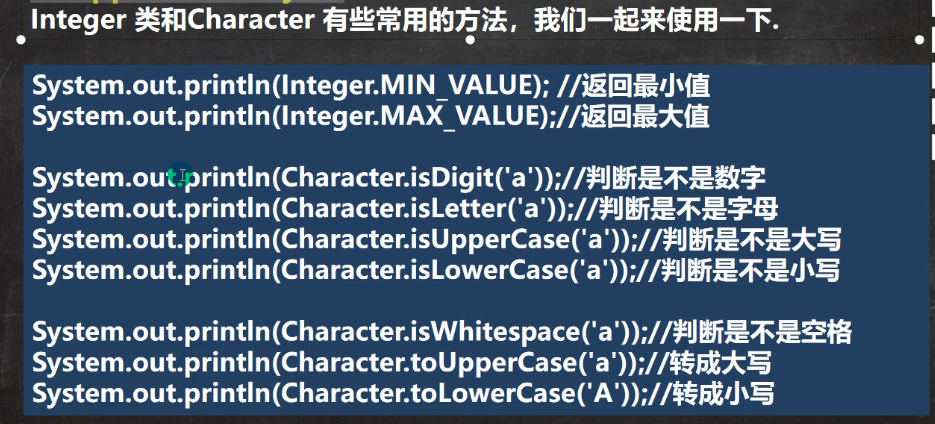 Integer 类和Character 有些常用的方法，我们一起来使用一下.
System.out.println(Integer.MIN_VALUE); //返回最小值
System.out.println(Integer.MAX_VALUE);//返回最大值
System.out.println(Character.isDigit('a'));//判断是不是数字
System.out.println(Character.isLetter('a'));//判断是不是字母
System.out.println(Character.isUpperCase('a'));//判断是不是大写
System.out.println(Character.isLowerCase('a'));//判断是不是小写
System.out.println(Character.isWhitespace('a'));//判断是不是空格
System.out.println(Character.toUpperCase('a'));//转成大写
System.out.println(Character.toLowerCase('A'));//转成小写